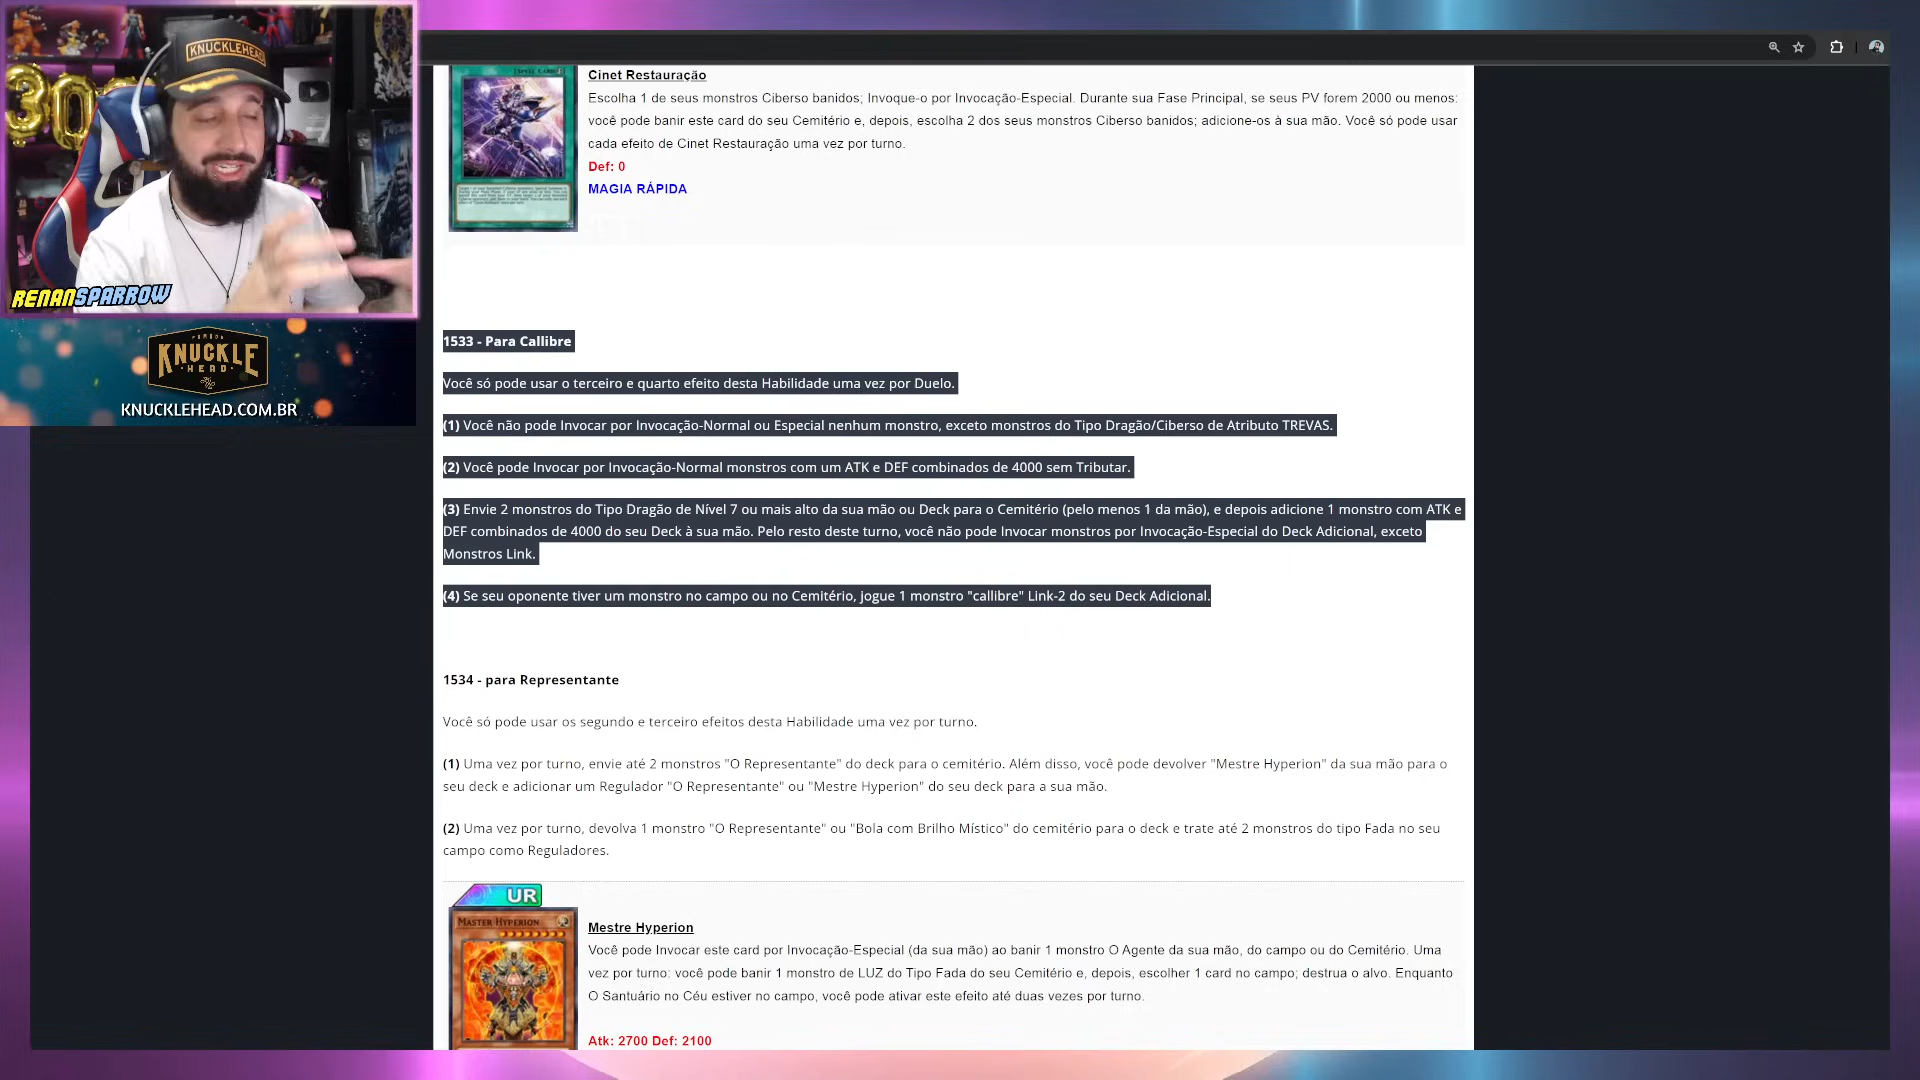 KNUCKLEHEAD
300
RENANSPARROW
KNUCKLE
HEAD
KNUCKLEHEAD.COM.BR
Cinet Restauração
Escolha 1 de seus monstros Ciberso banidos; Invoque-o por Invocação-Especial. Durante sua Fase Principal, se seus PV forem 2000 ou menos:
você pode banir este card do seu Cemitério e, depois, escolha 2 dos seus monstros Ciberso banidos; adicione-os à sua mão. Você só pode usar
cada efeito de Cinet Restauração uma vez por turno.
Def: 0
MAGIA RÁPIDA
1533 - Para Callibre
Você só pode usar o terceiro e quarto efeito desta Habilidade uma vez por Duelo.
(1) Você não pode Invocar por Invocação-Normal ou Especial nenhum monstro, exceto monstros do Tipo Dragão/Ciberso de Atributo TREVAS.
(2) Você pode Invocar por Invocação-Normal monstros com um ATK e DEF combinados de 4000 sem Tributar.
(3) Envie 2 monstros do Tipo Dragão de Nível 7 ou mais alto da sua mão ou Deck para o Cemitério (pelo menos 1 da mão), e depois adicione 1 monstro com ATK e
DEF combinados de 4000 do seu Deck à sua mão. Pelo resto deste turno, você não pode Invocar monstros por Invocação-Especial do Deck Adicional, exceto
Monstros Link.
(4) Se seu oponente tiver um monstro no campo ou no Cemitério, jogue 1 monstro "callibre" Link-2 do seu Deck Adicional.
1534 - para Representante
Você só pode usar os segundo e terceiro efeitos desta Habilidade uma vez por turno.
(1) Uma vez por turno, envie até 2 monstros "O Representante" do deck para o cemitério. Além disso, você pode devolver "Mestre Hyperion" da sua mão para o
seu deck e adicionar um Regulador "O Representante" ou "Mestre Hyperion" do seu deck para a sua mão.
(2) Uma vez por turno, devolva 1 monstro "O Representante" ou "Bola com Brilho Místico" do cemitério para o deck e trate até 2 monstros do tipo Fada no seu
campo como Reguladores.
UR
MASTER HYPERION
Mestre Hyperion
Você pode Invocar este card por Invocação-Especial (da sua mão) ao banir 1 monstro O Agente da sua mão, do campo ou do Cemitério. Uma
vez por turno: você pode banir 1 monstro de LUZ do Tipo Fada do seu Cemitério e, depois, escolher 1 card no campo; destrua o alvo. Enquanto
O Santuário no Céu estiver no campo, você pode ativar este efeito até duas vezes por turno.
Atk: 2700 Def: 2100